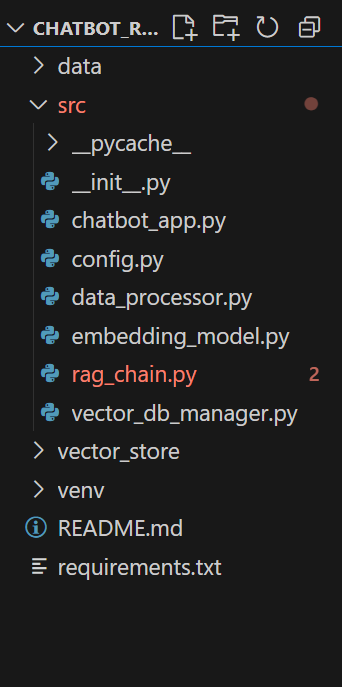 CHATBOT_R...
data
src
__pycache__
__init__.py
chatbot_app.py
config.py
data_processor.py
embedding_model.py
rag_chain.py 2
vector_db_manager.py
vector_store
venv
README.md
requirements.txt